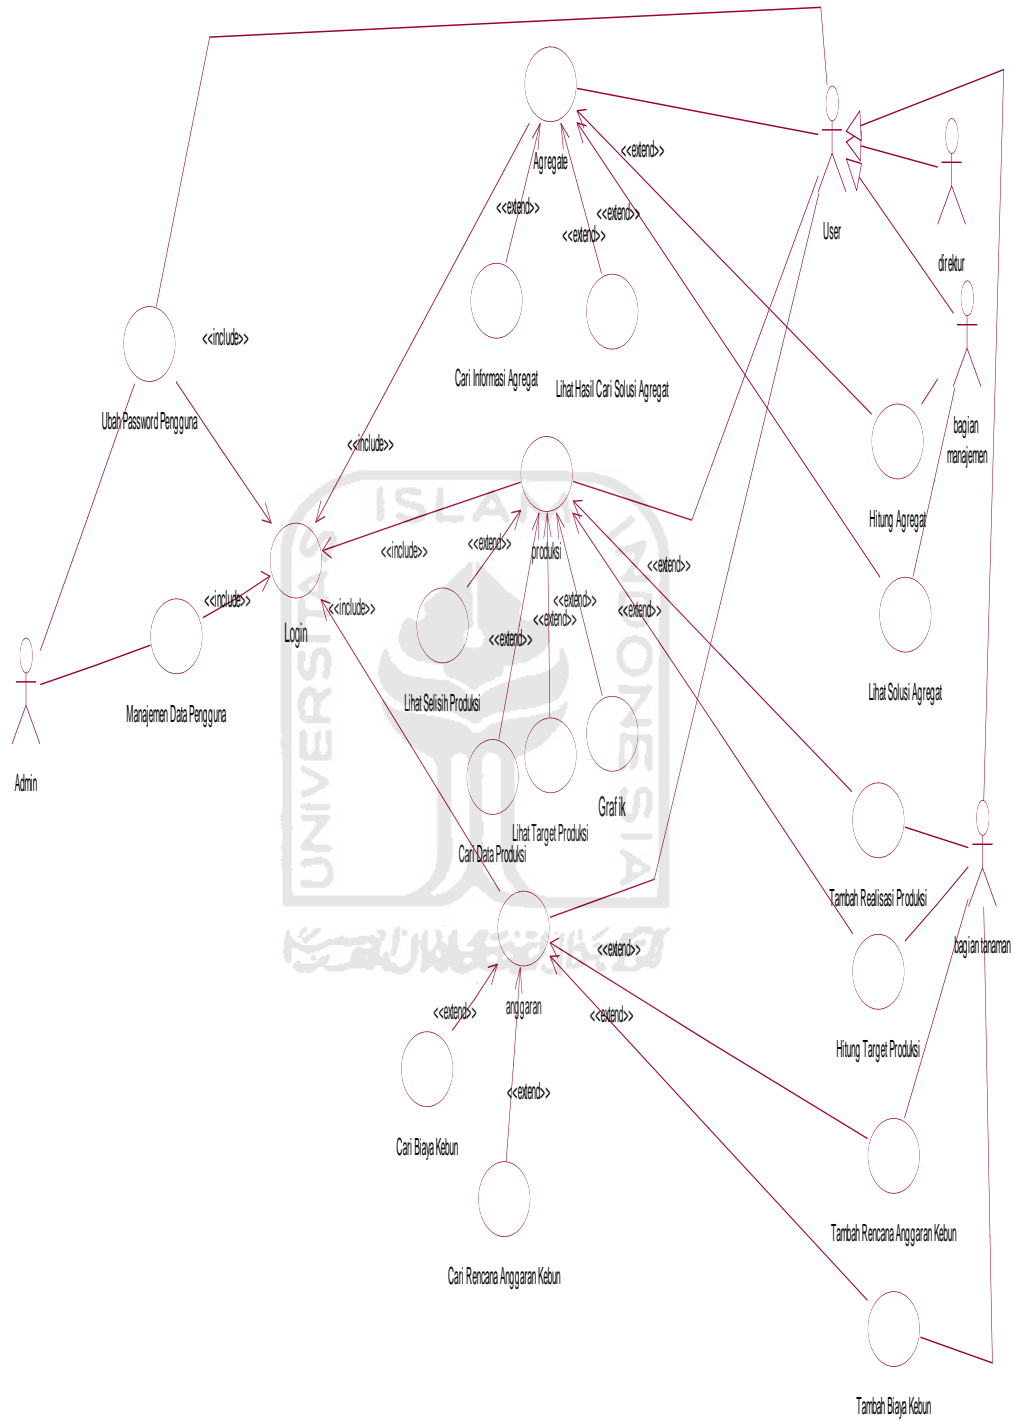 <<extend>>
Agregate
<<extend>>
<<extend>>
<<extend>>
User
direktur
<<include>>
Cari Informasi Agregat
Lihat Hasil Cari Solusi Agregat
Ubah Password Pengguna
bagian
manajemen
<<include>>
ISLAM
Hitung Agregat
<<include>>
<<extend>>
produksi
<<extend>>
<<include>>
<<include>>
<<extend>>
<<extend>>
<<extend>>
<<extend>>
Login
UNIVERSITAS
INDONESIA
Lihat Selisih Produksi
Lihat Solusi Agregat
Manajemen Data Pengguna
Admin
Grafik
Lihat Target Produksi
Cari Data Produksi
Tambah Realisasi Produksi
bagian tanaman
<<extend>>
anggaran
<<extend>>
<<extend>>
Hitung Target Produksi
<<extend>>
Cari Biaya Kebun
Tambah Rencana Anggaran Kebun
Cari Rencana Anggaran Kebun
Tambah Biaya Kebun